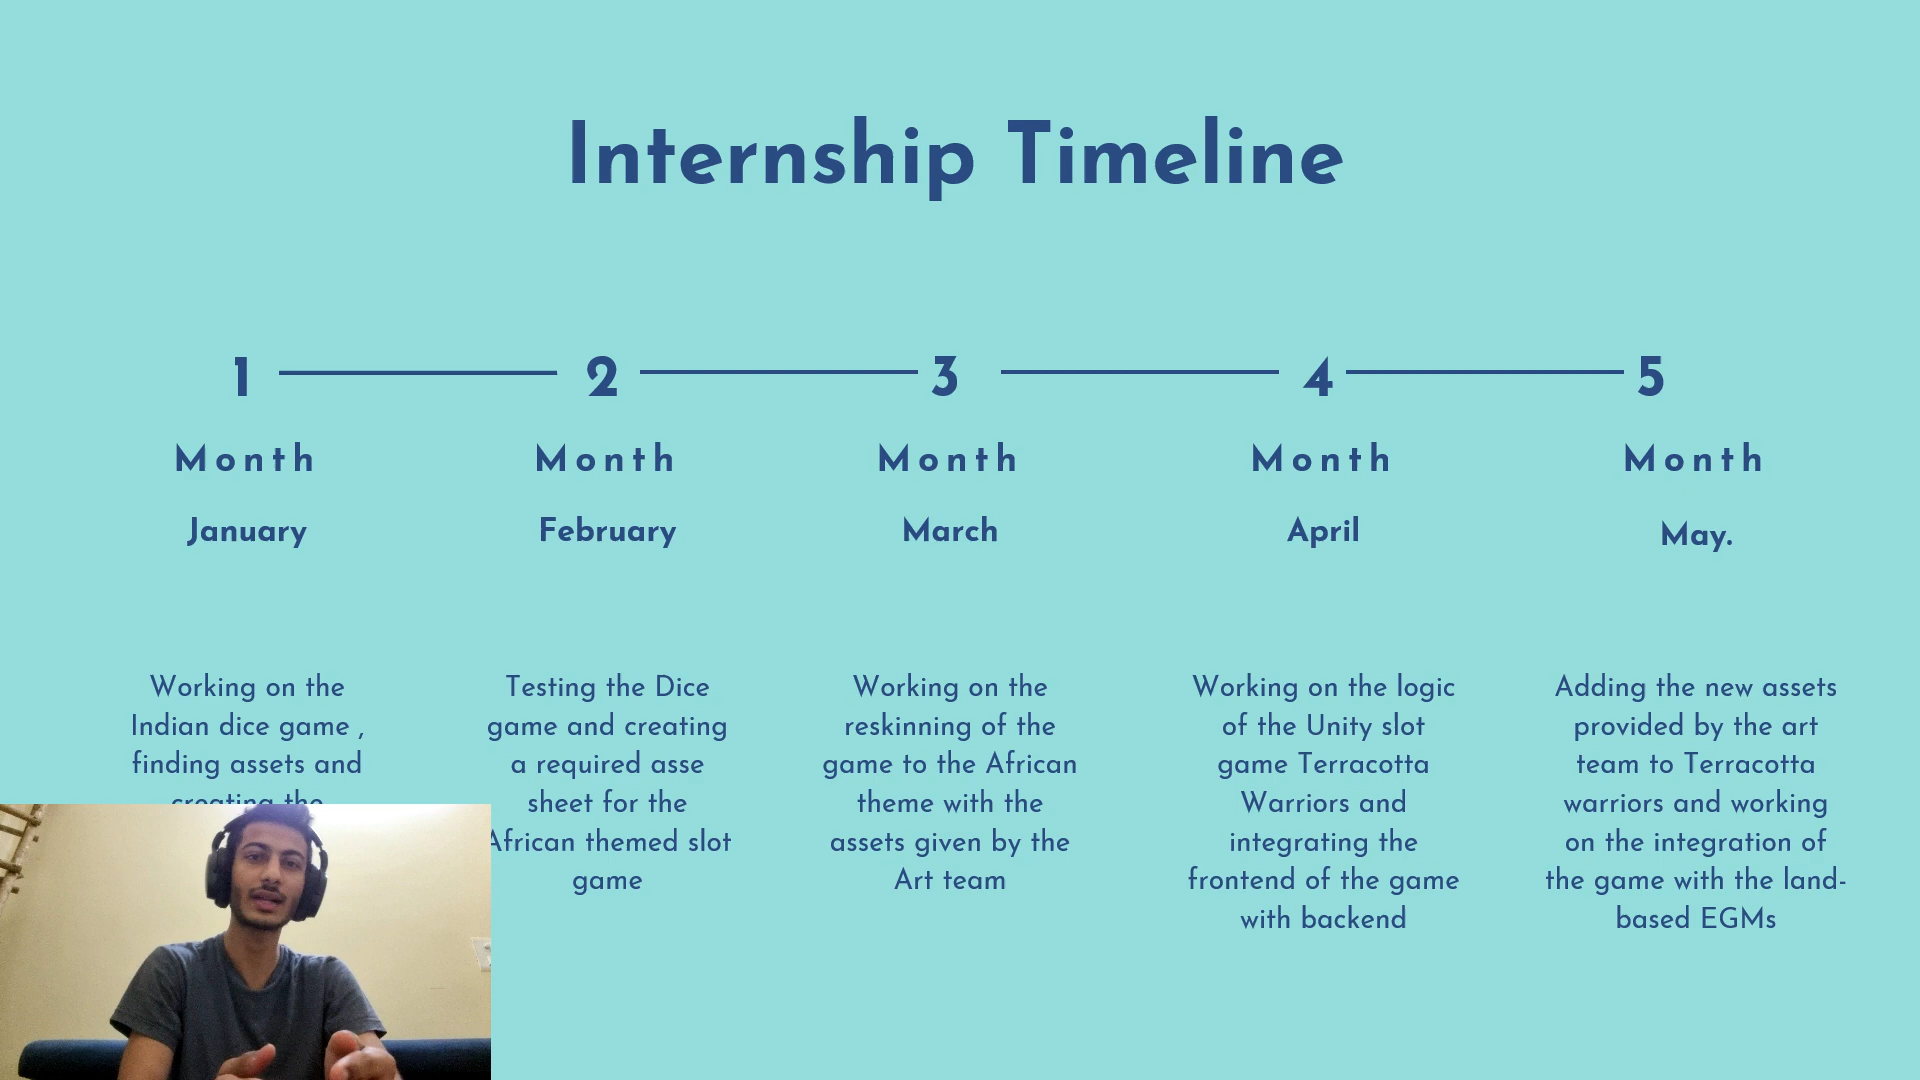 Internship Timeline
1
2
3
4
5
Month
Month
Month
Month
Month
January
February
March
April
May.
Working on the
Indian dice game ,
finding assets and
creating the
Testing the Dice
game and creating
a required asse
sheet for the
African themed slot
game
Working on the
reskinning of the
game to the African
theme with the
assets given by the
Art team
Working on the logic
of the Unity slot
game Terracotta
Warriors and
integrating the
frontend of the game
with backend
Adding the new assets
provided by the art
team to Terracotta
warriors and working
on the integration of
the game with the land-
based EGMs